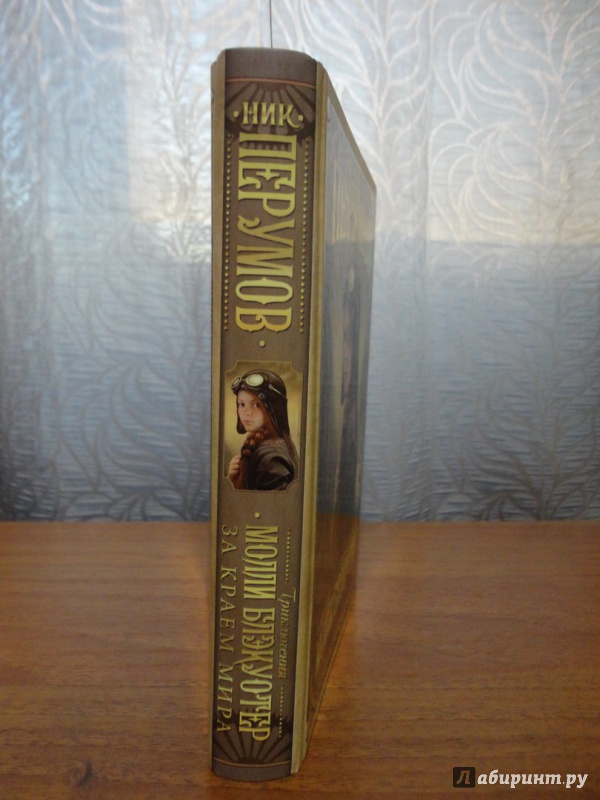 НИК
ПЕРУМОВ
Приключения
МОЛЛИ БЛЭКУОТЕР
ЗА КРАЕМ МИРА
Лабиринт.ру